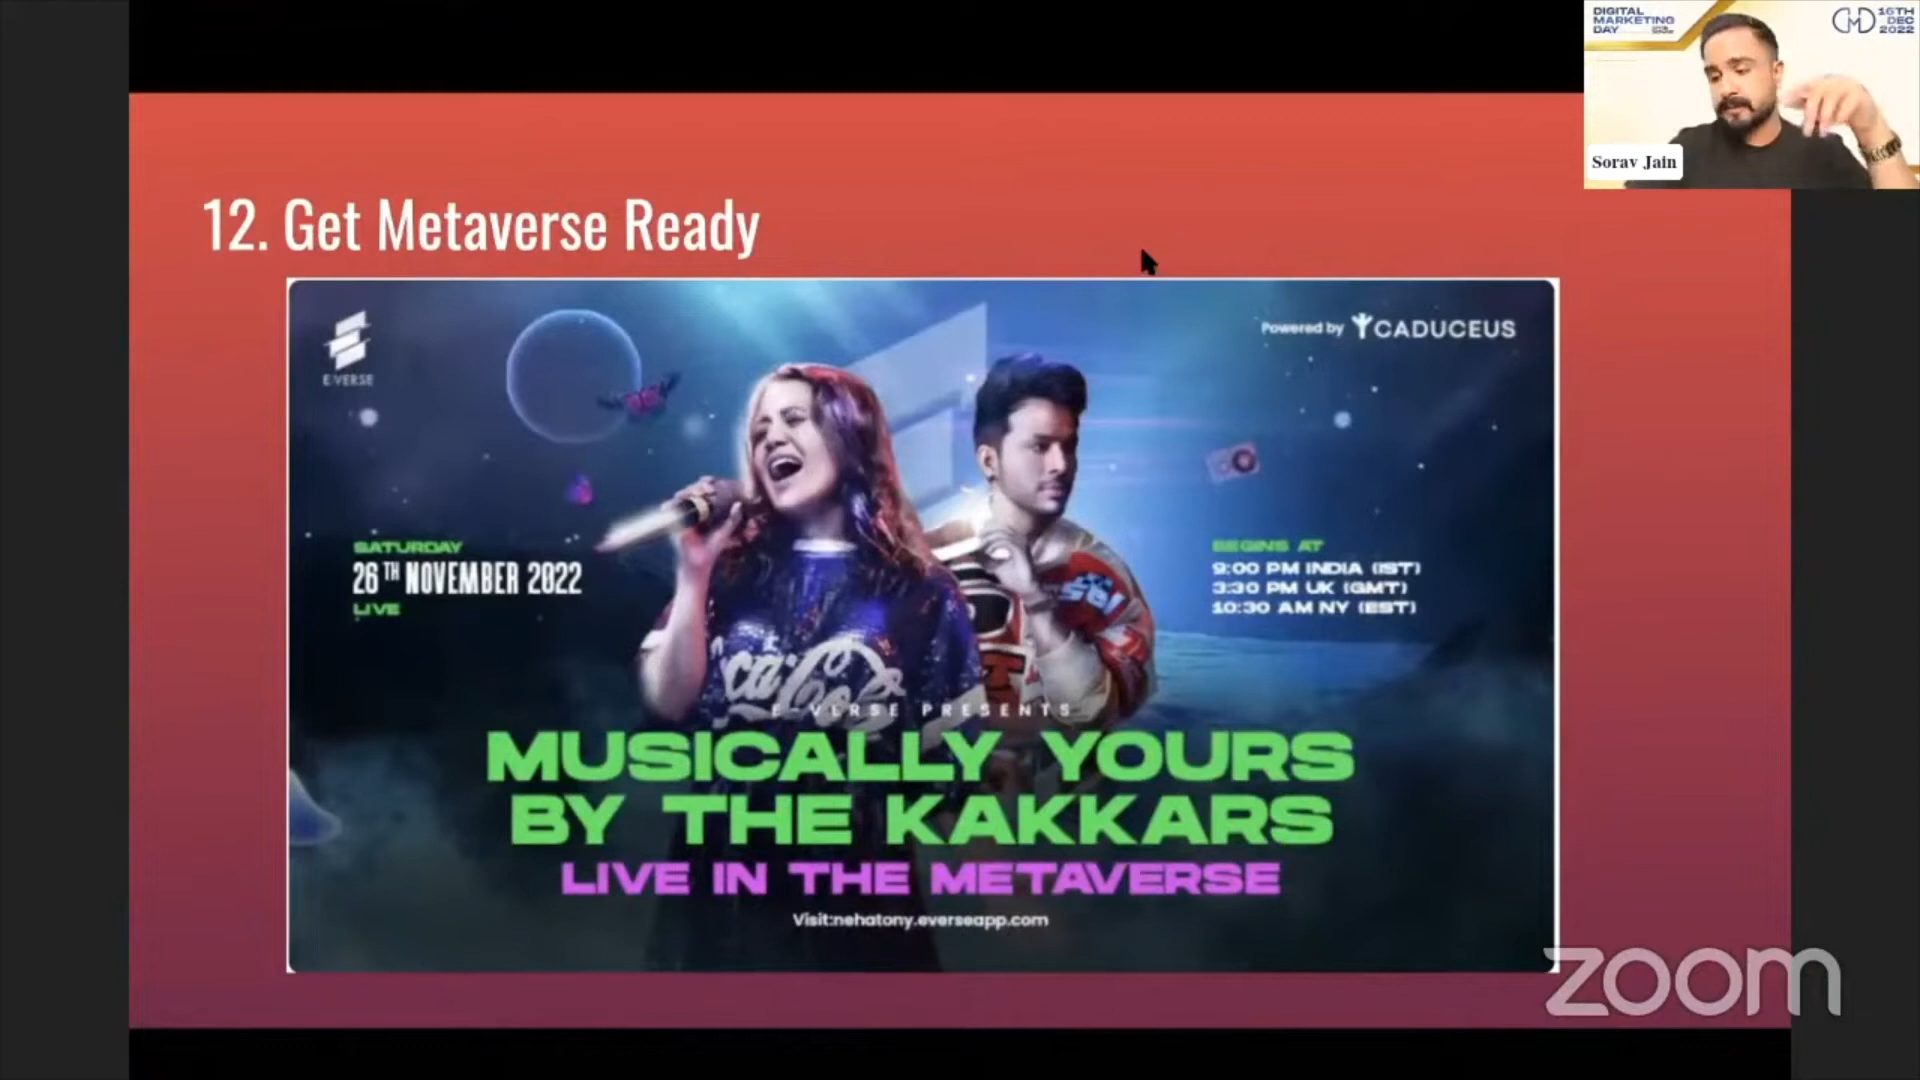 DIGITAL
MARKETING
DAY
16TH
DEC
2022
Sorav Jain
12. Get Metaverse Ready
E/VERSE
Powered by CADUCEUS
SATURDAY
26TH NOVEMBER 2022
LIVE
BEGINS AT
9:00 PM INDIA (IST)
3:30 PM UK (GMT)
10:30 AM NY (EST)
E-VERSE PRESENTS
MUSICALLY YOURS
BY THE KAKKARS
LIVE IN THE METAVERSE
Visit:nehatony.everseapp.com
zoom